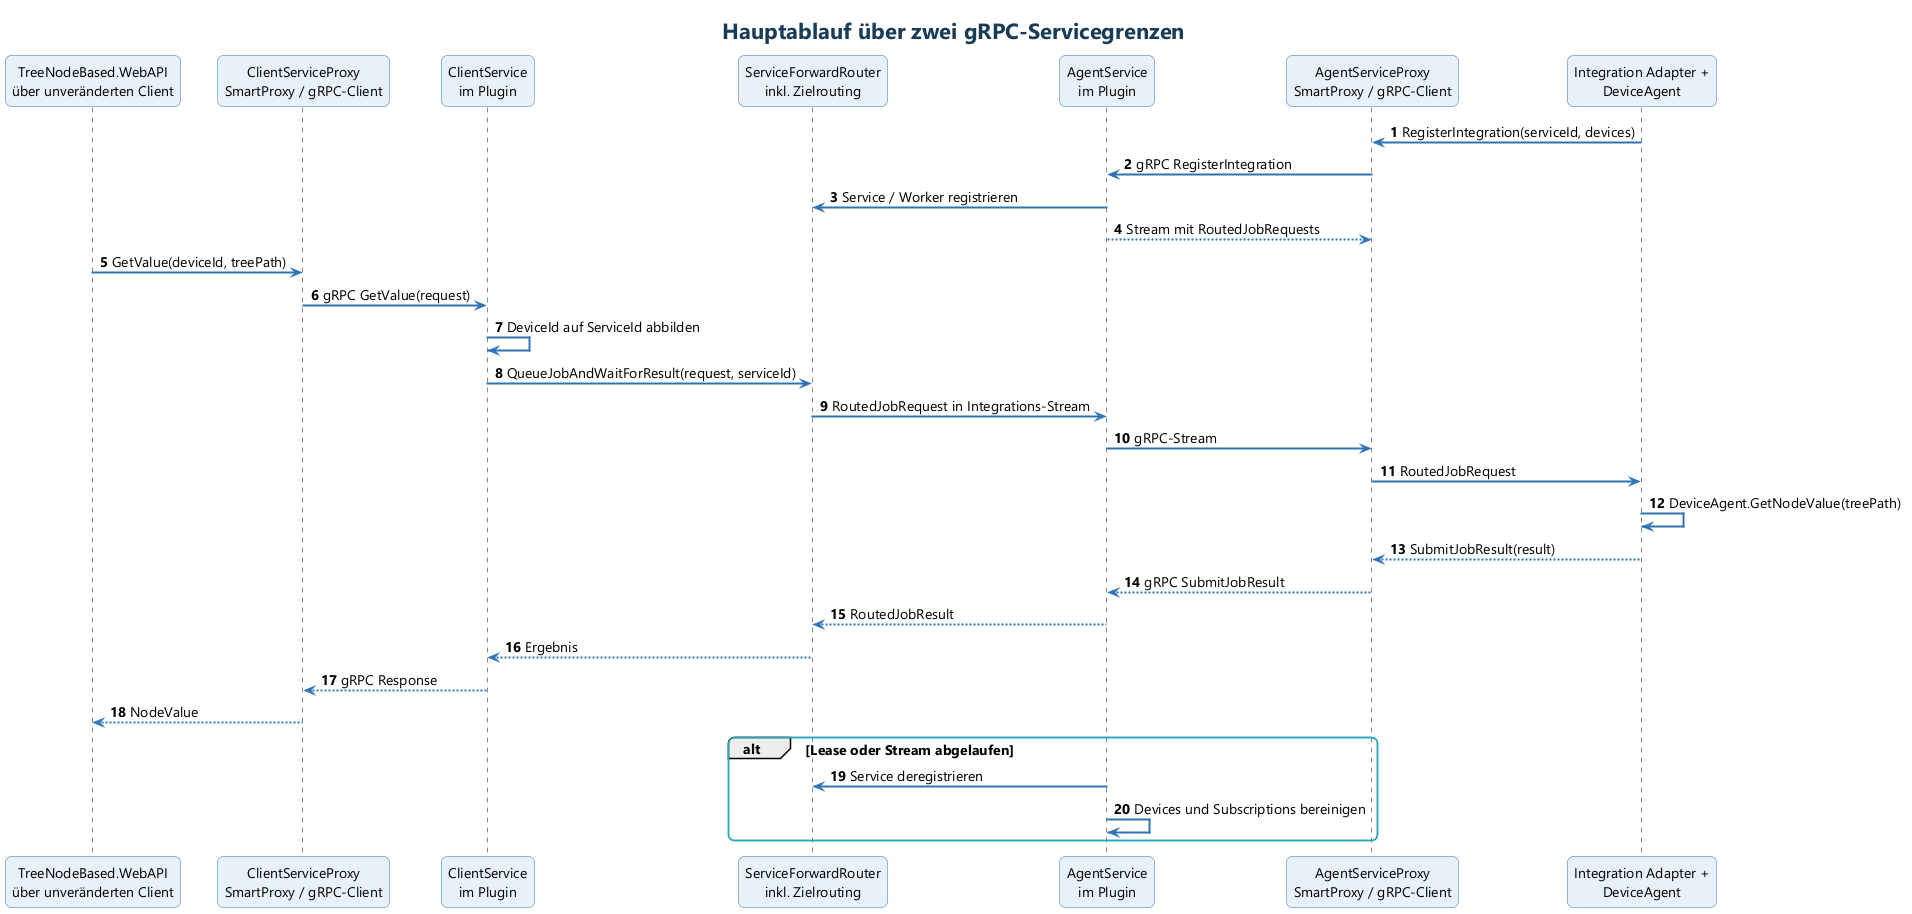 Hauptablauf über zwei gRPC-Servicegrenzen
TreeNodeBased.WebAPI
über unveränderten Client
ClientServiceProxy
SmartProxy / gRPC-Client
ClientService
im Plugin
ServiceForwardRouter
inkl. Zielrouting
AgentService
im Plugin
AgentServiceProxy
SmartProxy / gRPC-Client
Integration Adapter +
DeviceAgent
1 RegisterIntegration(serviceId, devices)
2 gRPC RegisterIntegration
3 Service / Worker registrieren
4 Stream mit RoutedJobRequests
5 GetValue(deviceId, treePath)
6 gRPC GetValue(request)
7 DeviceId auf ServiceId abbilden
8 QueueJobAndWaitForResult(request, serviceId)
9 RoutedJobRequest in Integrations-Stream
10 gRPC-Stream
11 RoutedJobRequest
12 DeviceAgent.GetNodeValue(treePath)
13 SubmitJobResult(result)
14 gRPC SubmitJobResult
15 RoutedJobResult
16 Ergebnis
17 gRPC Response
18 NodeValue
alt [Lease oder Stream abgelaufen]
19 Service deregistrieren
20 Devices und Subscriptions bereinigen
TreeNodeBased.WebAPI
über unveränderten Client
ClientServiceProxy
SmartProxy / gRPC-Client
ClientService
im Plugin
ServiceForwardRouter
inkl. Zielrouting
AgentService
im Plugin
AgentServiceProxy
SmartProxy / gRPC-Client
Integration Adapter +
DeviceAgent